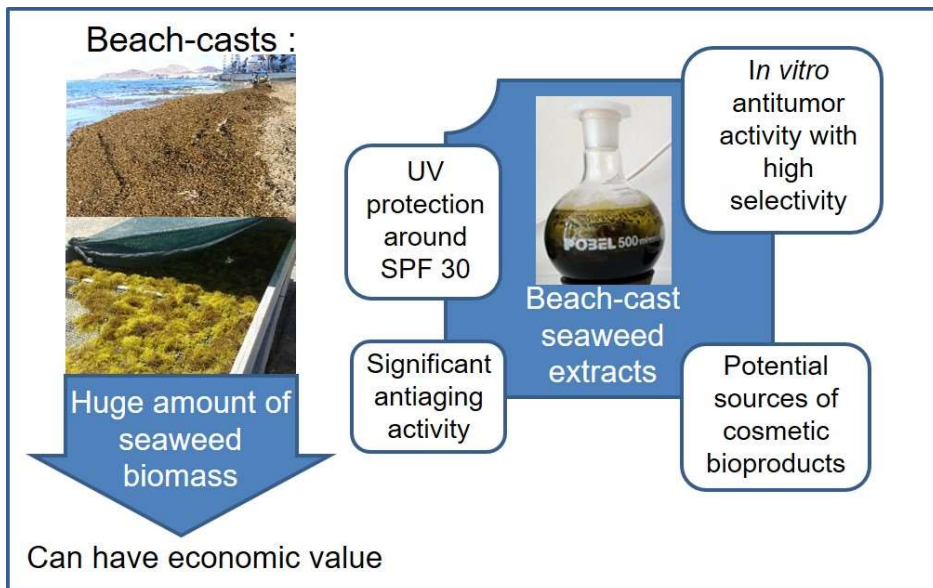 Beach-casts :
Huge amount of
seaweed
biomass
Can have economic value
UV
protection
around
SPF 30
Significant
antiaging
activity
POBEL 500 ml
Beach-cast
seaweed
extracts
In vitro
antitumor
activity with
high
selectivity
Potential
sources of
cosmetic
bioproducts